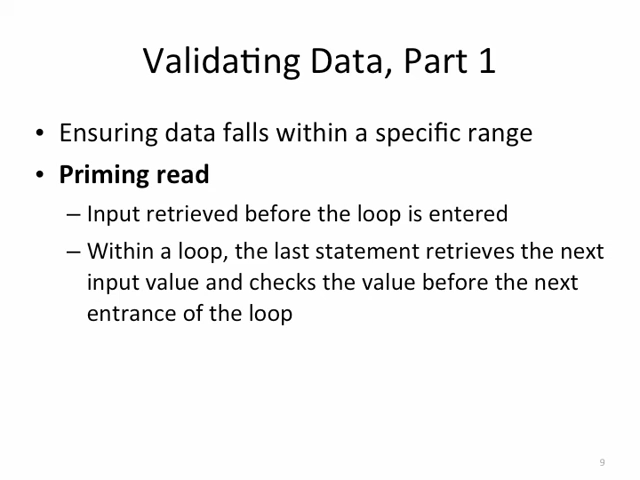 Validating Data, Part 1
• Ensuring data falls within a specific range
• Priming read
– Input retrieved before the loop is entered
– Within a loop, the last statement retrieves the next
input value and checks the value before the next
entrance of the loop
9